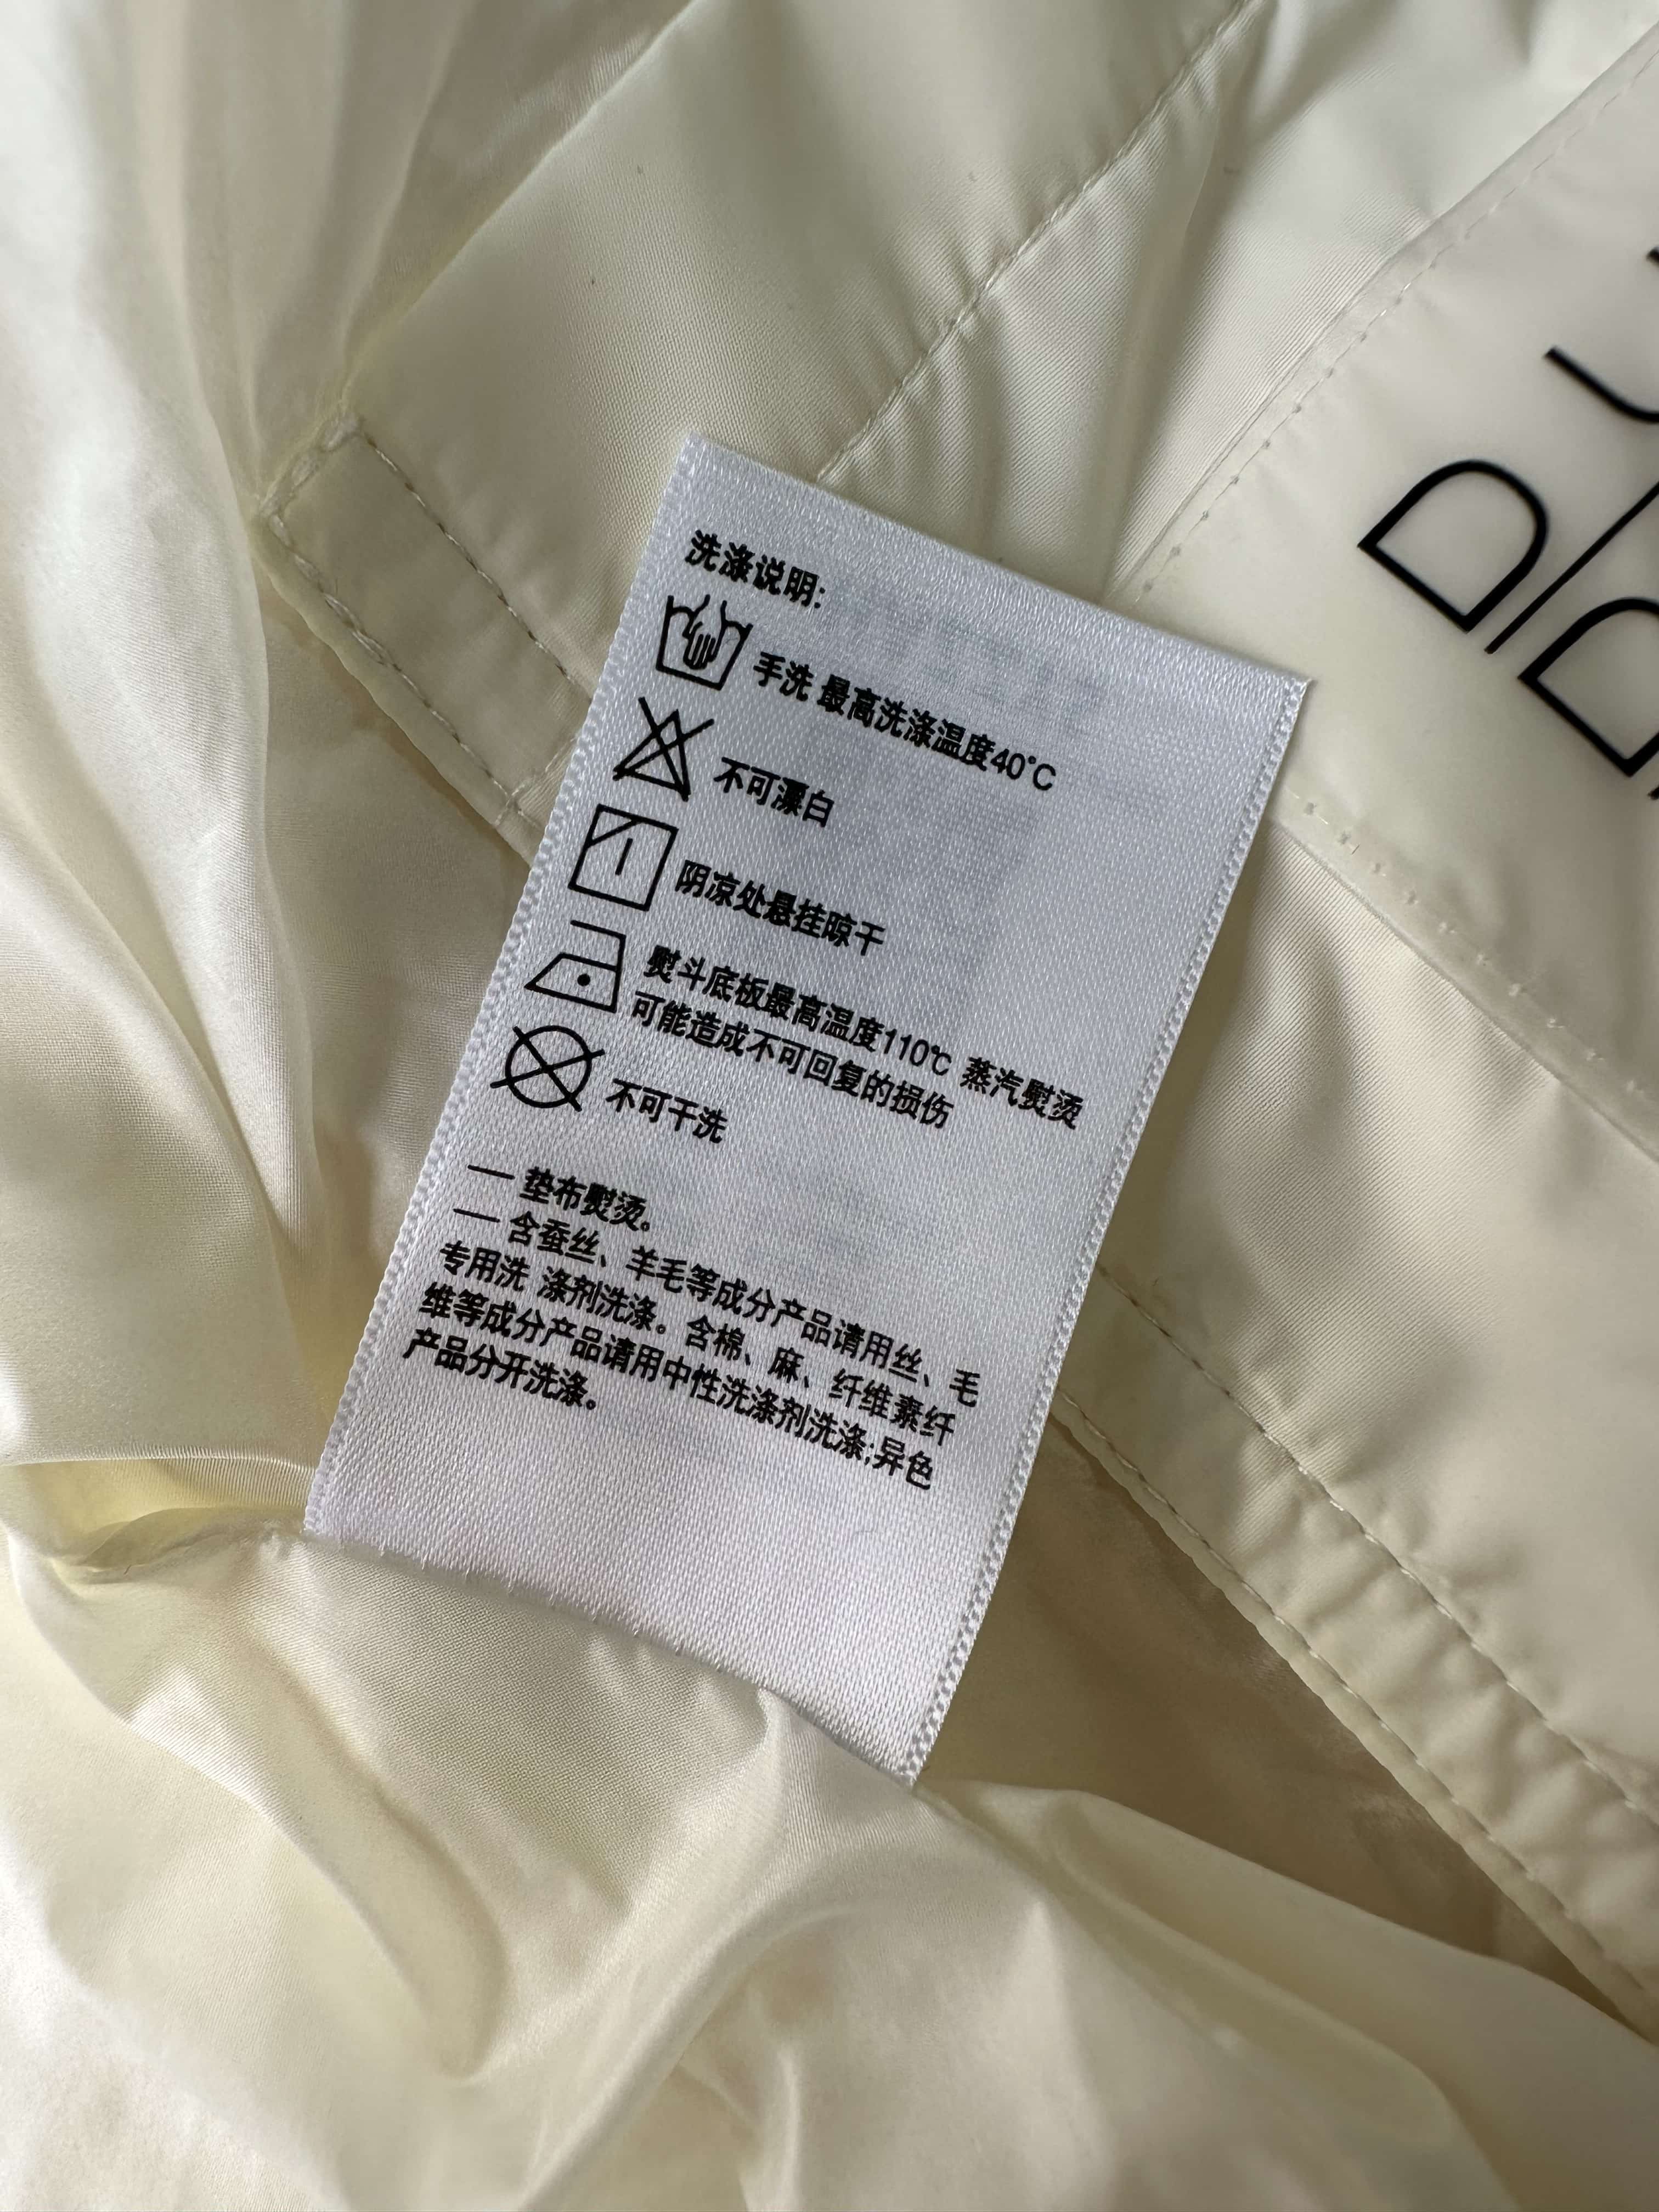 洗涤说明:
手洗 最高洗涤温度40°C
不可漂白
阴凉处悬挂晾干
熨斗底板最高温度110℃ 蒸汽熨烫
可能造成不可回复的损伤
不可干洗
— 垫布熨烫。
— 含蚕丝、羊毛等成分产品请用丝、毛
专用洗 涤剂洗涤。含棉、麻、纤维素纤
维等成分产品请用中性洗涤剂洗涤;异色
产品分开洗涤。